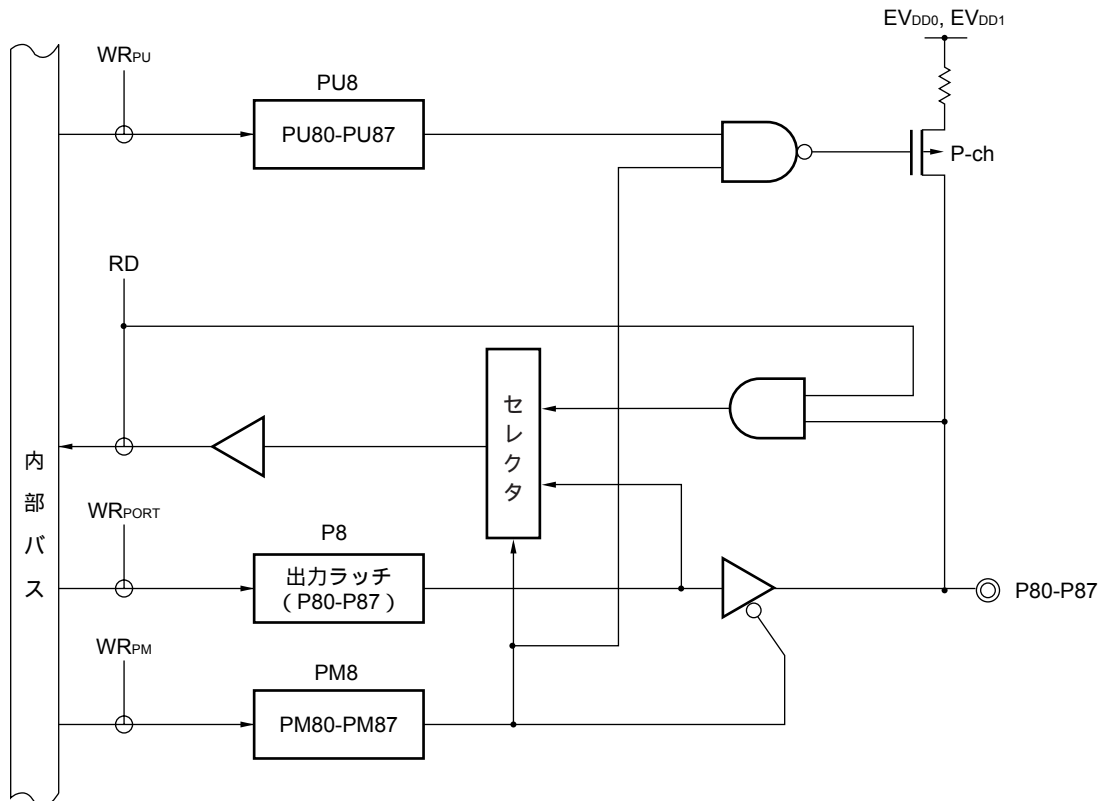 EVDD0, EVDD1
WRPU
PU8
PU80-PU87
P-ch
RD
セレクタ
内部バス
WRPORT
P8
出力ラッチ
(P80-P87)
P80-P87
WRPM
PM8
PM80-PM87